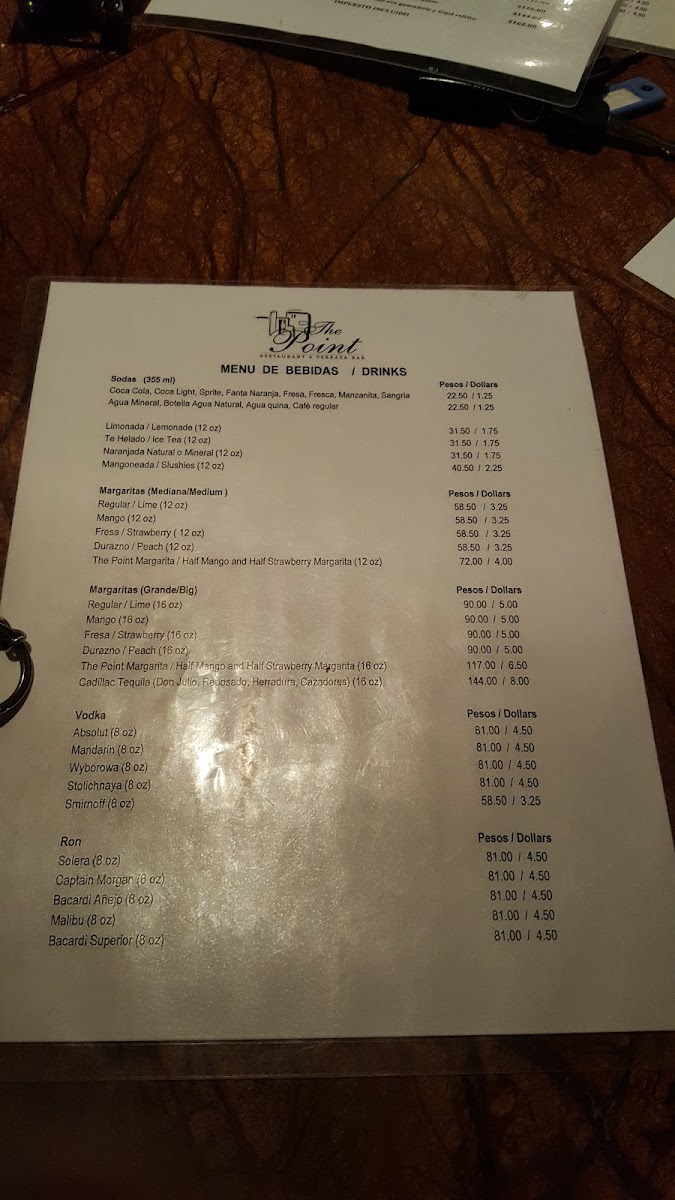 IMPUESTO INCLUIDO
$144.00
$162.00
The Point
RESTAURANT & TERRAZA BAR
MENU DE BEBIDAS / DRINKS
Sodas (355 ml) Pesos / Dollars
Coca Cola, Coca Light, Sprite, Fanta Naranja, Fresa, Fresca, Manzanita, Sangria 22.50 / 1.25
Agua Mineral, Botella Agua Natural, Agua quina, Café regular 22.50 / 1.25
Limonada / Lemonade (12 oz) 31.50 / 1.75
Te Helado / Ice Tea (12 oz) 31.50 / 1.75
Naranjada Natural o Mineral (12 oz) 31.50 / 1.75
Mangoneada / Slushies (12 oz) 40.50 / 2.25
Margaritas (Mediana/Medium ) Pesos / Dollars
Regular / Lime (12 oz) 58.50 / 3.25
Mango (12 oz) 58.50 / 3.25
Fresa / Strawberry ( 12 oz) 58.50 / 3.25
Durazno / Peach (12 oz) 58.50 / 3.25
The Point Margarita / Half Mango and Half Strawberry Margarita (12 oz) 72.00 / 4.00
Margaritas (Grande/Big) Pesos / Dollars
Regular / Lime (16 oz) 90.00 / 5.00
Mango (16 oz) 90.00 / 5.00
Fresa / Strawberry (16 oz) 90.00 / 5.00
Durazno / Peach (16 oz) 90.00 / 5.00
The Point Margarita / Half Mango and Half Strawberry Margarita (16 oz) 117.00 / 6.50
Cadillac Tequila (Don Julio, Reposado, Herradura, Cazadores) (16 oz) 144.00 / 8.00
Vodka Pesos / Dollars
Absolut (8 oz) 81.00 / 4.50
Mandarin (8 oz) 81.00 / 4.50
Wyborowa (8 oz) 81.00 / 4.50
Stolichnaya (8 oz) 81.00 / 4.50
Smirnoff (8 oz) 58.50 / 3.25
Ron Pesos / Dollars
Solera (8 oz) 81.00 / 4.50
Captain Morgan (8 oz) 81.00 / 4.50
Bacardi Añejo (8 oz) 81.00 / 4.50
Malibu (8 oz) 81.00 / 4.50
Bacardi Superior (8 oz) 81.00 / 4.50